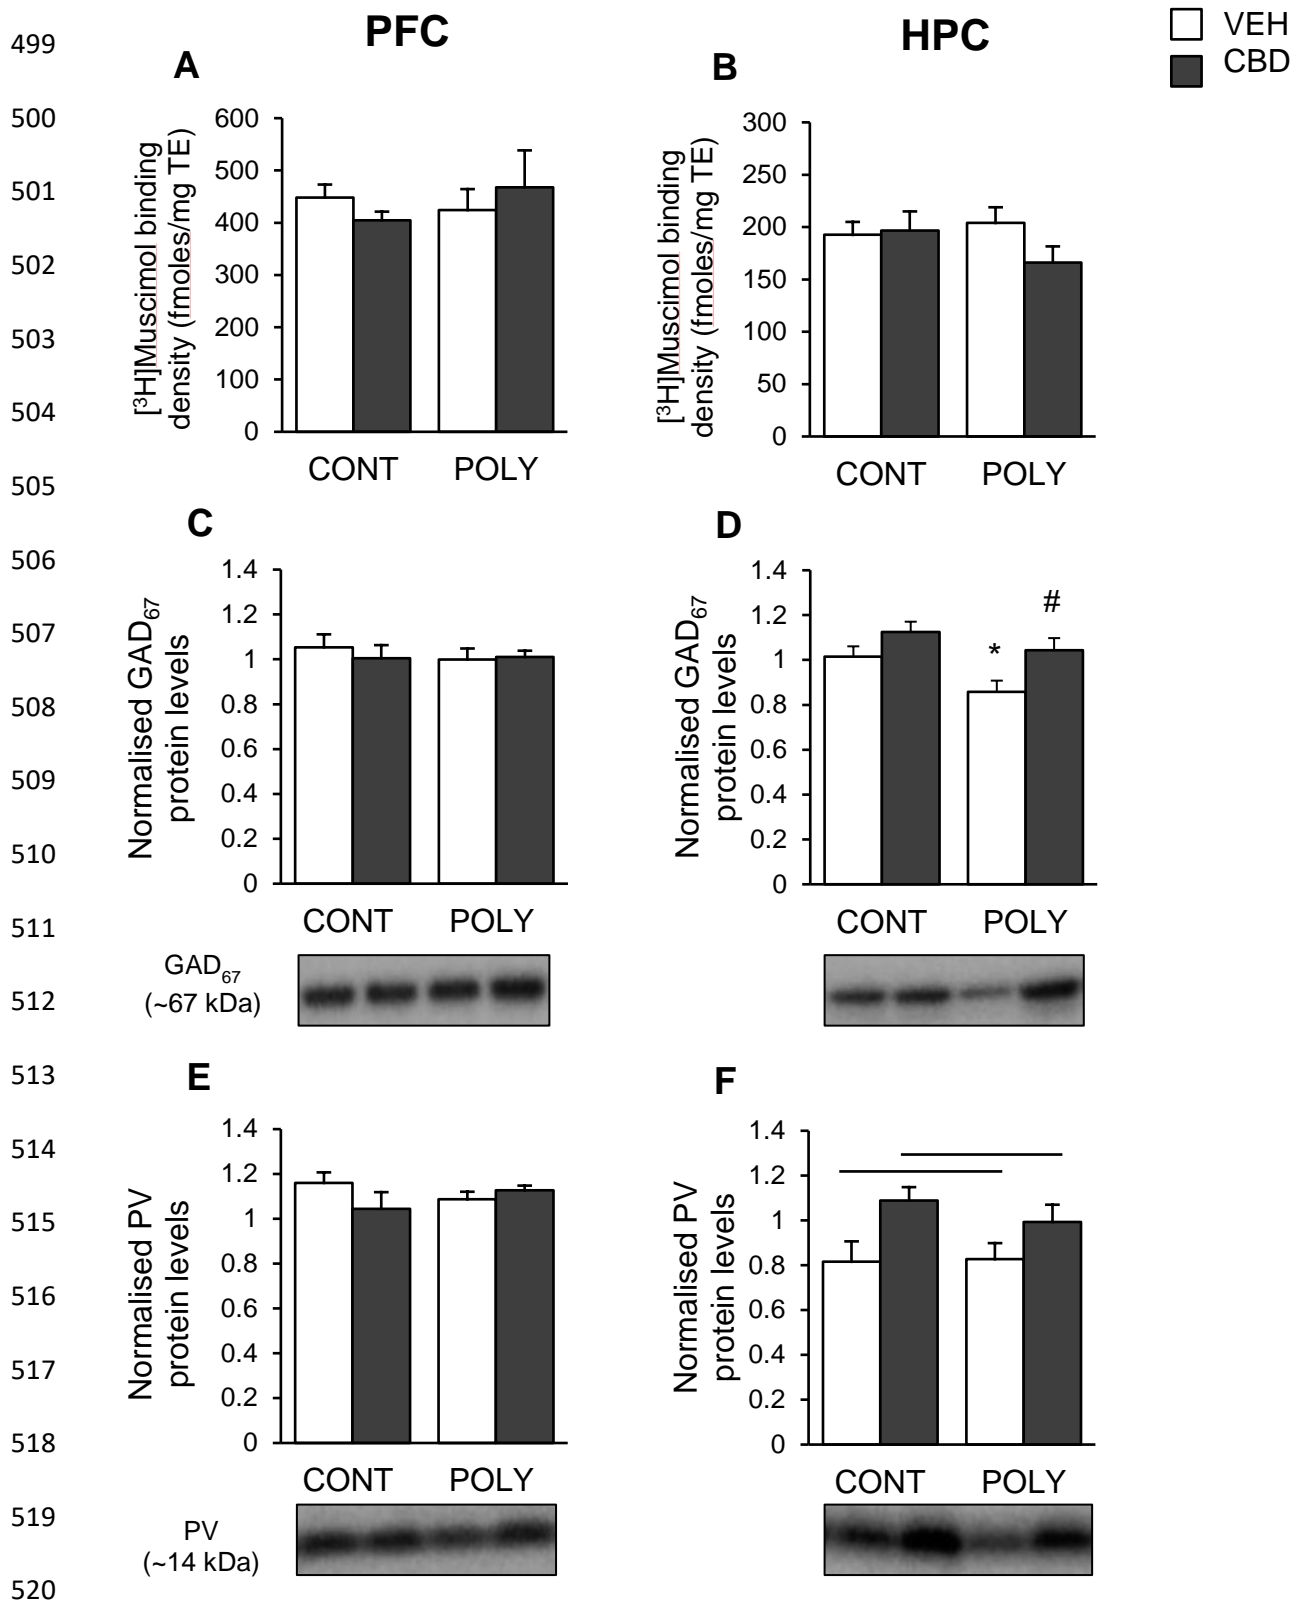 PFC
HPC
VEH
CBD
499
500
501
502
503
504
505
506
507
508
509
510
511
512
513
514
515
516
517
518
519
520
A
[³H]Muscimol binding
density (fmoles/mg TE)
600
500
400
300
200
100
0
CONT POLY
B
[³H]Muscimol binding
density (fmoles/mg TE)
300
250
200
150
100
50
0
CONT POLY
C
Normalised GAD₆₇
protein levels
1.4
1.2
1
0.8
0.6
0.4
0.2
0
CONT POLY
GAD₆₇
(~67 kDa)
D
Normalised GAD₆₇
protein levels
1.4
1.2
1
0.8
0.6
0.4
0.2
0
*
#
CONT POLY
E
Normalised PV
protein levels
1.4
1.2
1
0.8
0.6
0.4
0.2
0
CONT POLY
PV
(~14 kDa)
F
Normalised PV
protein levels
1.4
1.2
1
0.8
0.6
0.4
0.2
0
CONT POLY